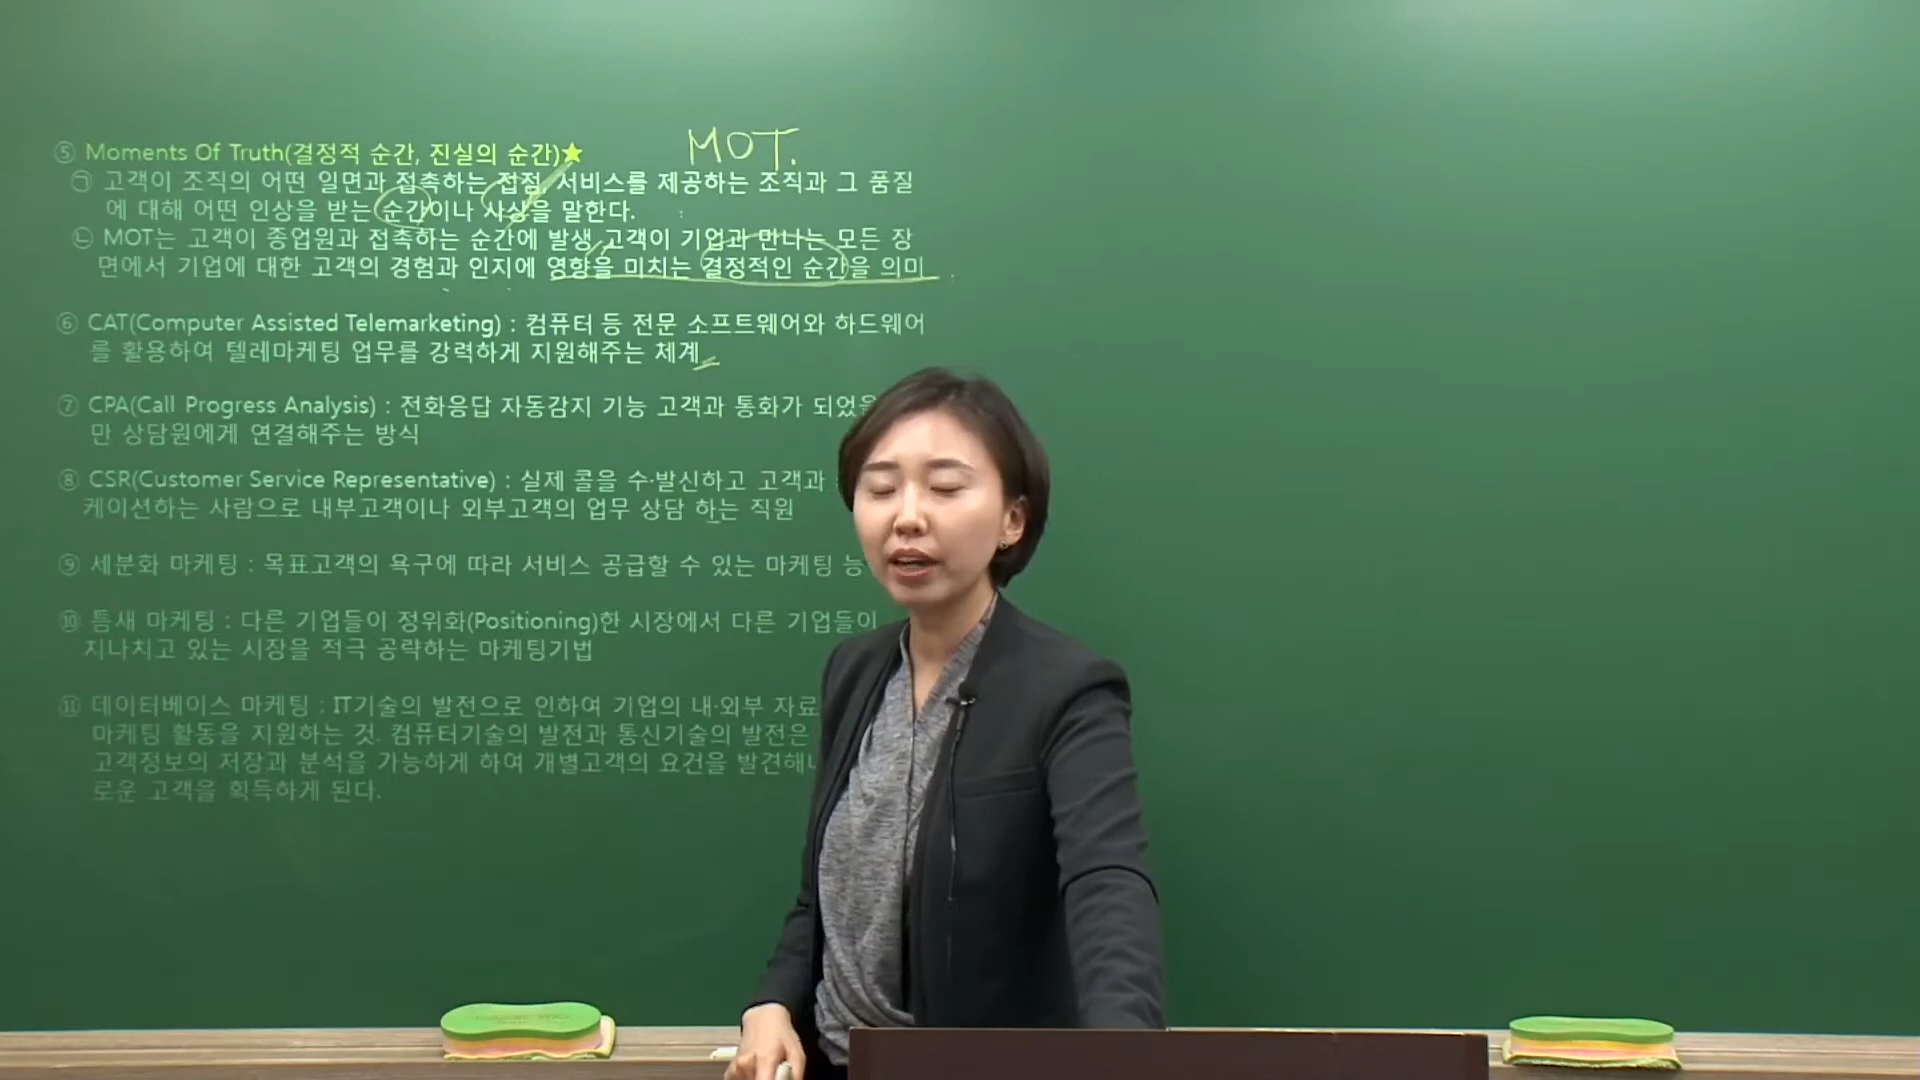 ⑤ Moments Of Truth(결정적 순간, 진실의 순간)★
MOT.
㉠ 고객이 조직의 어떤 일면과 접촉하는 접점, 서비스를 제공하는 조직과 그 품질
에 대해 어떤 인상을 받는 순간이나 사상을 말한다.
㉡ MOT는 고객이 종업원과 접촉하는 순간에 발생 고객이 기업과 만나는 모든 장
면에서 기업에 대한 고객의 경험과 인지에 영향을 미치는 결정적인 순간을 의미
⑥ CAT(Computer Assisted Telemarketing) : 컴퓨터 등 전문 소프트웨어와 하드웨어
를 활용하여 텔레마케팅 업무를 강력하게 지원해주는 체계
⑦ CPA(Call Progress Analysis) : 전화응답 자동감지 기능 고객과 통화가 되었을
만 상담원에게 연결해주는 방식
⑧ CSR(Customer Service Representative) : 실제 콜을 수·발신하고 고객과
케이션하는 사람으로 내부고객이나 외부고객의 업무 상담 하는 직원
⑨ 세분화 마케팅 : 목표고객의 욕구에 따라 서비스 공급할 수 있는 마케팅 능
⑩ 틈새 마케팅 : 다른 기업들이 정위화(Positioning)한 시장에서 다른 기업들이
지나치고 있는 시장을 적극 공략하는 마케팅기법
⑪ 데이터베이스 마케팅 : IT기술의 발전으로 인하여 기업의 내·외부 자료
마케팅 활동을 지원하는 것. 컴퓨터기술의 발전과 통신기술의 발전은
고객정보의 저장과 분석을 가능하게 하여 개별고객의 요건을 발견해
로운 고객을 획득하게 된다.